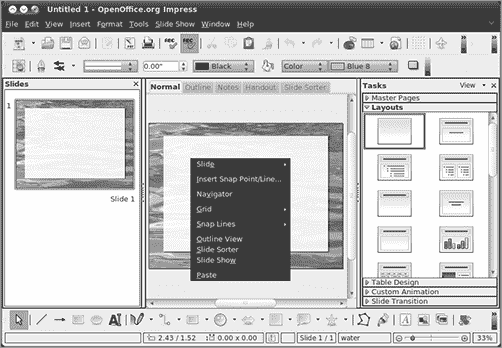 Untitled 1 - OpenOffice.org Impress
File Edit View Insert Format Tools Slide Show Window Help
0.00" Black Color Blue 8
Slides
Normal Outline Notes Handout Slide Sorter
Tasks View
Master Pages
Layouts
1
Slide 1
Slide
Insert Snap Point/Line...
Navigator
Grid
Snap Lines
Outline View
Slide Sorter
Slide Show
Paste
Table Design
Custom Animation
Slide Transition
2.43 / 1.52 0.00 x 0.00 Slide 1 / 1 water 33%